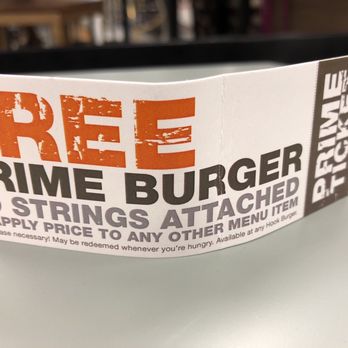 REE
RIME BURGER
STRINGS ATTACHED
APPLY PRICE TO ANY OTHER MENU ITEM
ase necessary! May be redeemed whenever you're hungry. Available at any Hook Burger.
PRIME
TICKET